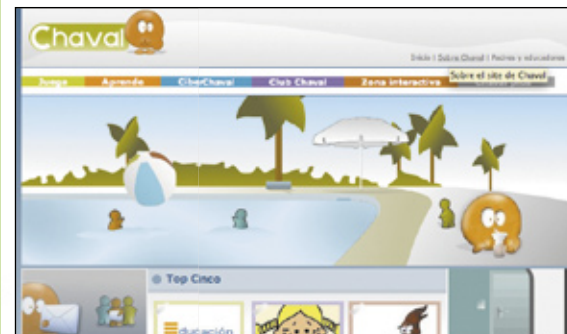 Chaval
Inicio | Sobre Chaval | Padres y educadores
Sobre el site de Chaval
Juega Aprende CiberChaval Club Chaval Zona interactiva
Top Cinco
Educación